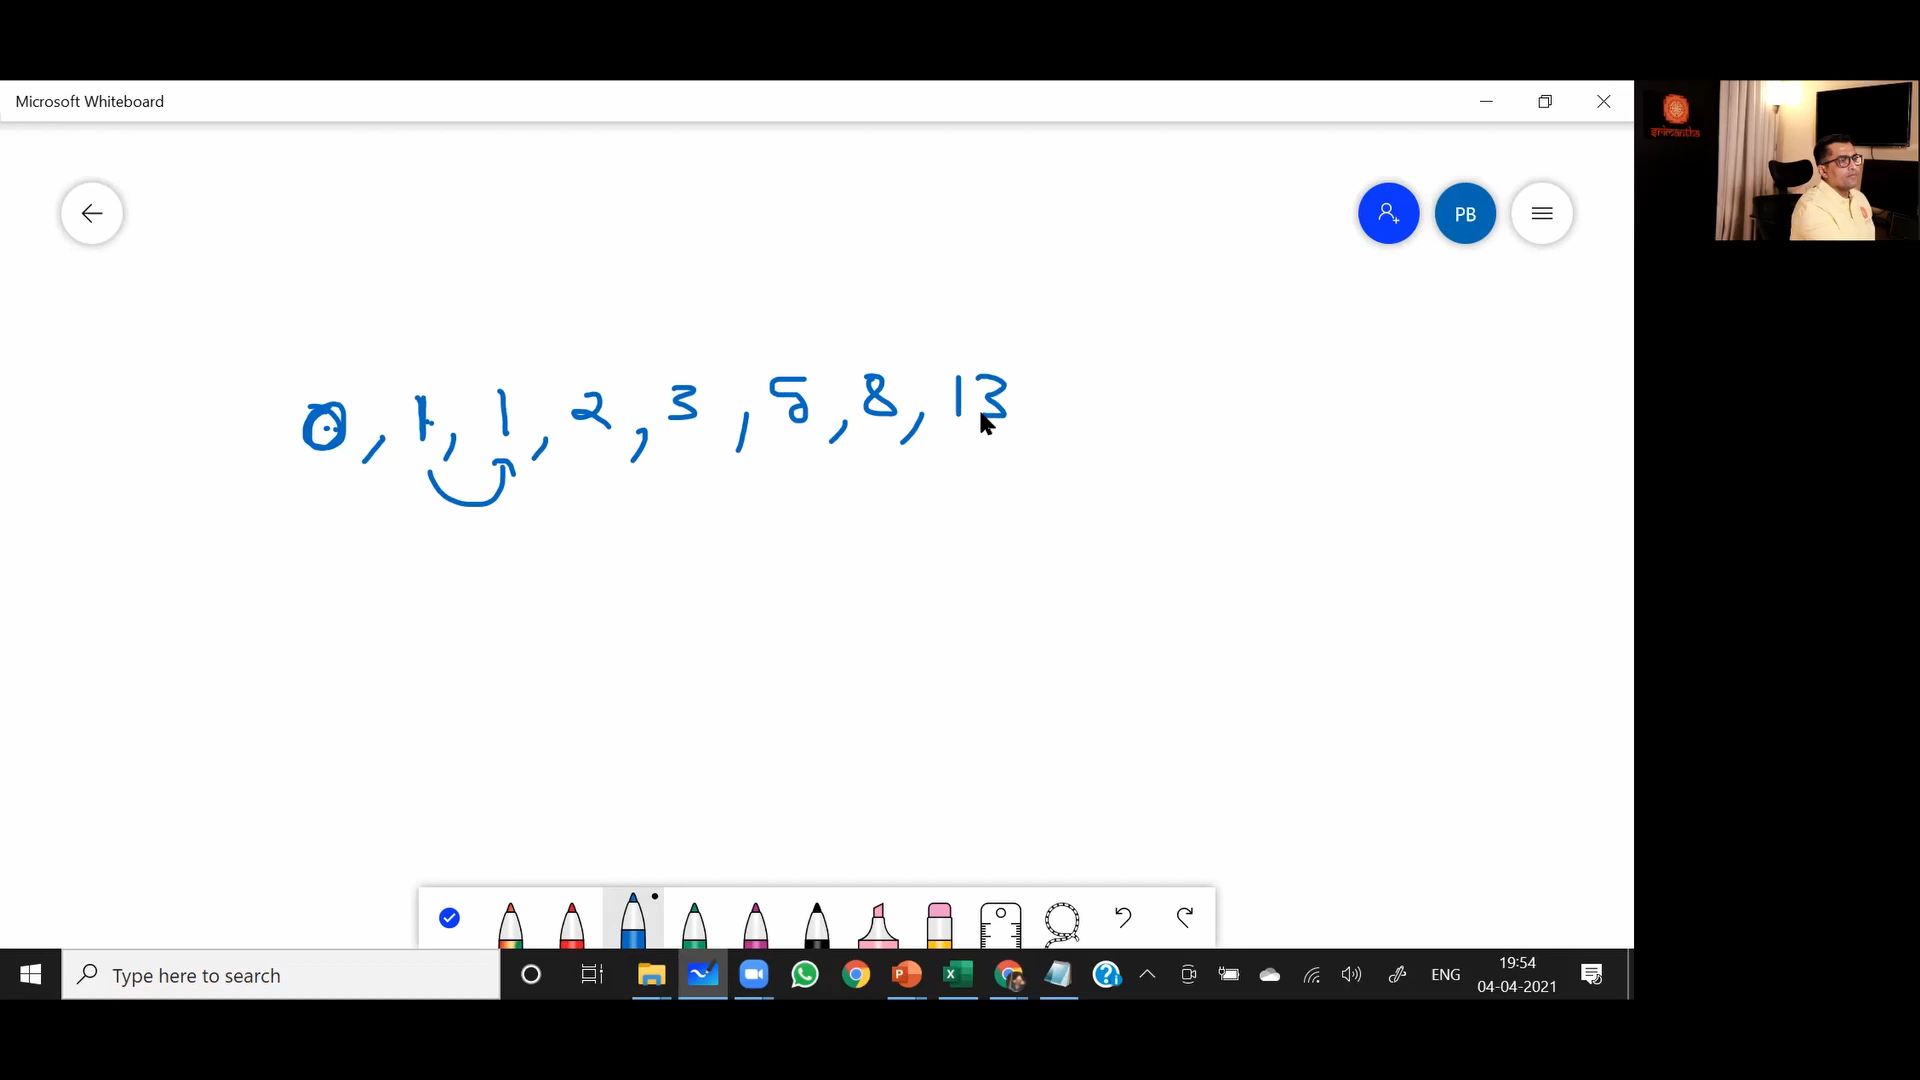 Microsoft Whiteboard
srimantha
PB
0, 1, 1, 2, 3, 5, 8, 13
Type here to search
ENG
19:54
04-04-2021